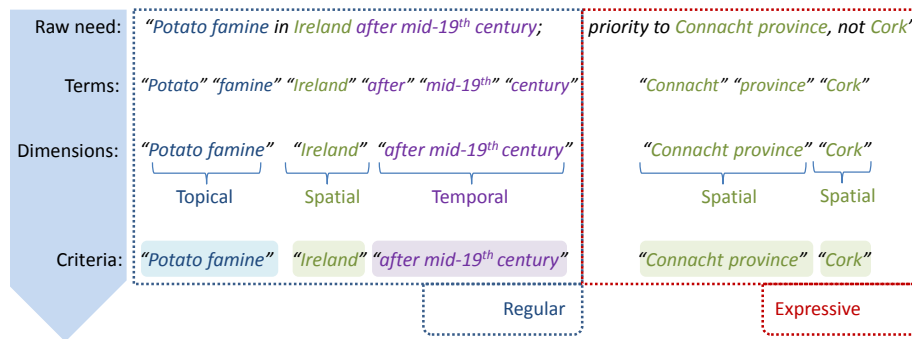 Raw need: “Potato famine in Ireland after mid-19th century; priority to Connacht province, not Cork”
Terms: “Potato” “famine” “Ireland” “after” “mid-19th” “century” “Connacht” “province” “Cork”
Dimensions: “Potato famine” “Ireland” “after mid-19th century” “Connacht province” “Cork”
Topical Spatial Temporal Spatial Spatial
Criteria: “Potato famine” “Ireland” “after mid-19th century” “Connacht province” “Cork”
Regular Expressive